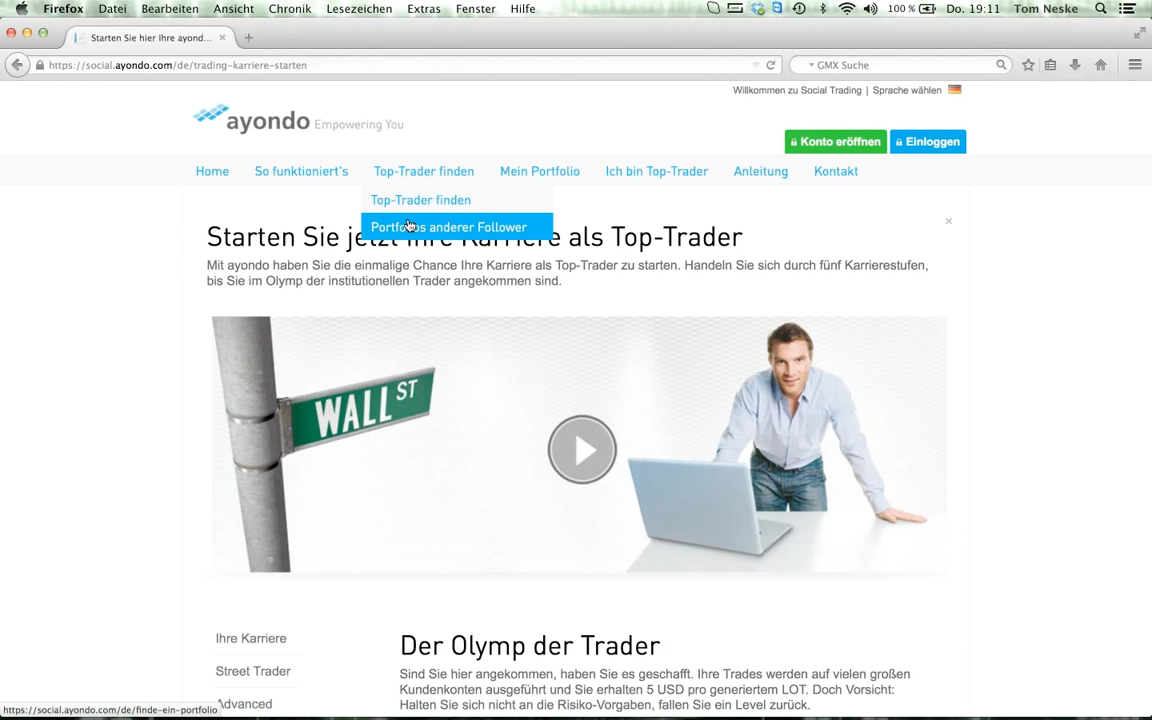 Firefox Datei Bearbeiten Ansicht Chronik Lesezeichen Extras Fenster Hilfe 100 % Do. 19:11 Tom Neske
Starten Sie hier Ihre ayond...
https://social.ayondo.com/de/trading-karriere-starten GMX Suche
Willkommen zu Social Trading | Sprache wählen
ayondo Empowering You
Konto eröffnen Einloggen
Home So funktioniert's Top-Trader finden Mein Portfolio Ich bin Top-Trader Anleitung Kontakt
Top-Trader finden
Portfolios anderer Follower
Starten Sie jetzt Ihre Karriere als Top-Trader
Mit ayondo haben Sie die einmalige Chance Ihre Karriere als Top-Trader zu starten. Handeln Sie sich durch fünf Karrierestufen,
bis Sie im Olymp der institutionellen Trader angekommen sind.
WALL ST
Ihre Karriere
Street Trader
Advanced
Der Olymp der Trader
Sind Sie hier angekommen, haben Sie es geschafft. Ihre Trades werden auf vielen großen
Kundenkonten ausgeführt und Sie erhalten 5 USD pro generiertem LOT. Doch Vorsicht:
Halten Sie sich nicht an die Risiko-Vorgaben, fallen Sie ein Level zurück.
https://social.ayondo.com/de/finde-ein-portfolio